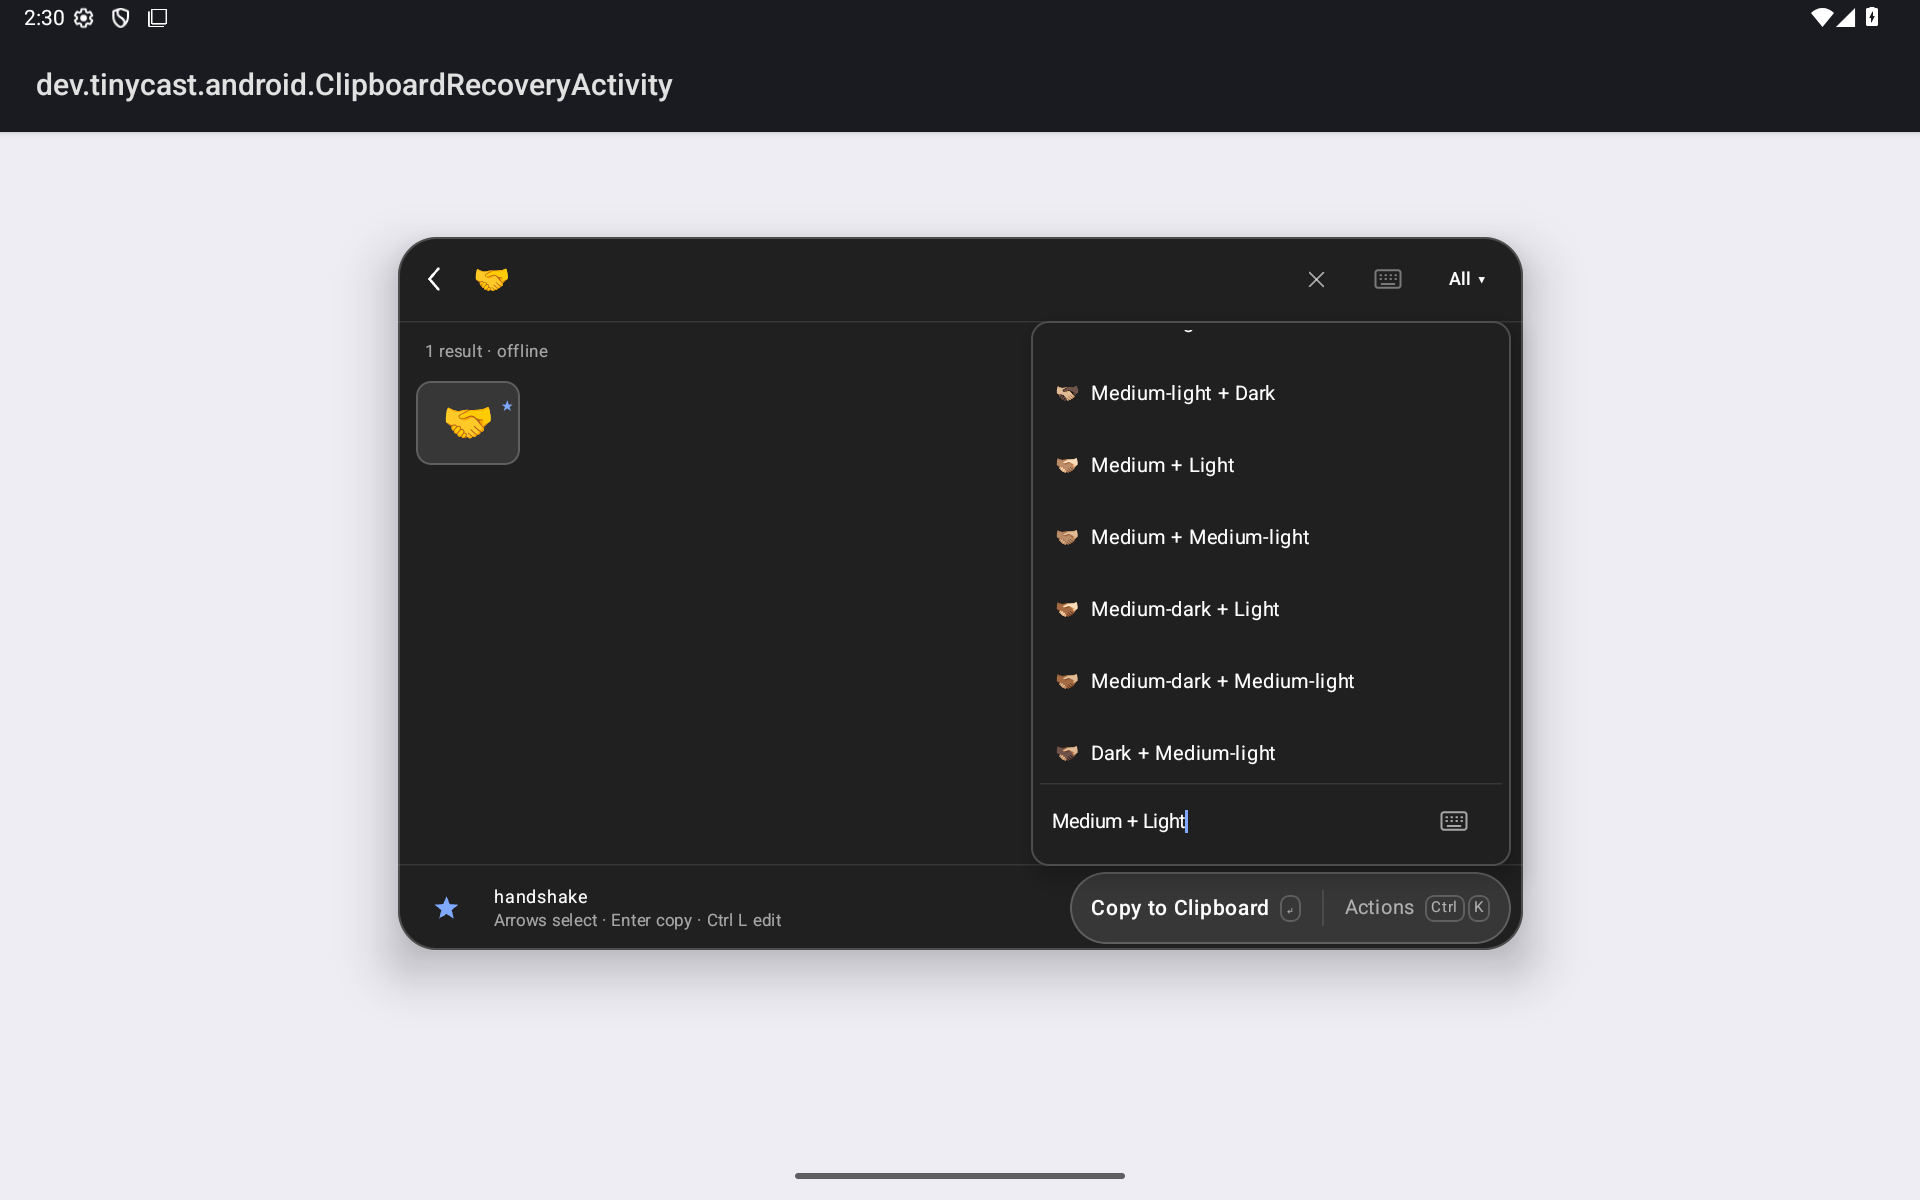 2:30
dev.tinycast.android.ClipboardRecoveryActivity
All
1 result · offline
Medium-light + Dark
Medium + Light
Medium + Medium-light
Medium-dark + Light
Medium-dark + Medium-light
Dark + Medium-light
Medium + Light
handshake
Arrows select · Enter copy · Ctrl L edit
Copy to Clipboard
Actions Ctrl K